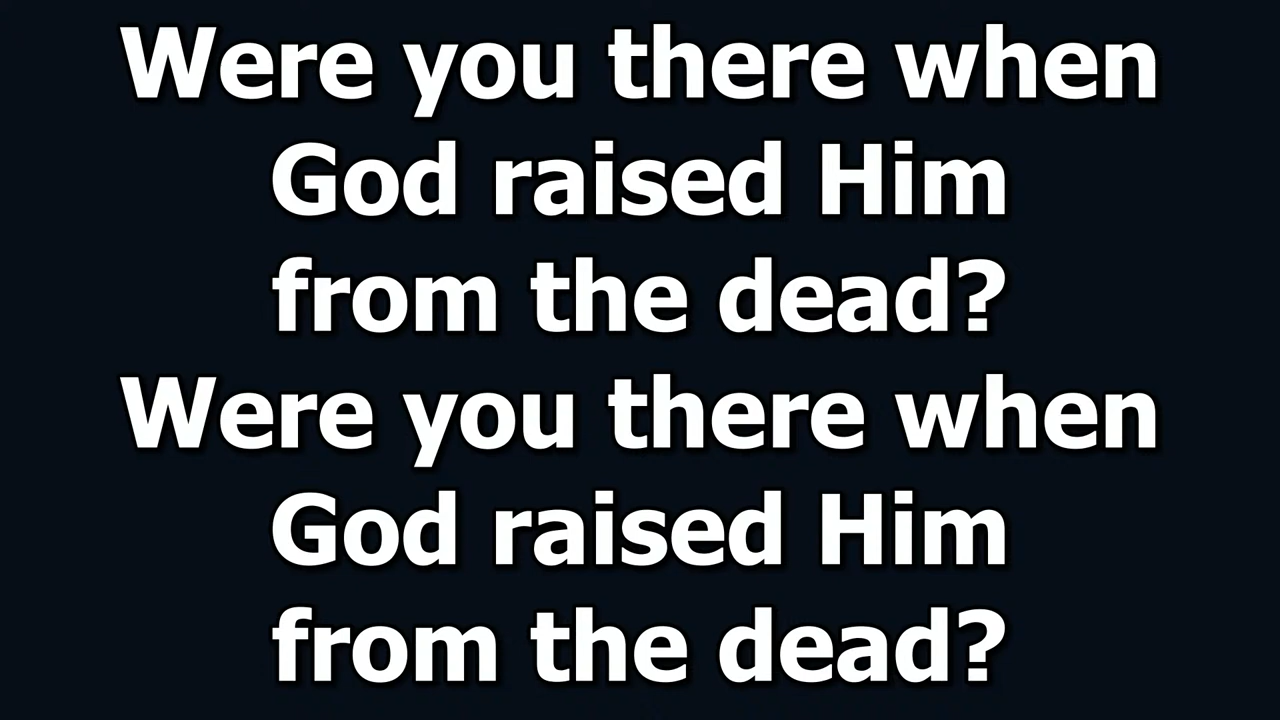 Were you there when
God raised Him
from the dead?
Were you there when
God raised Him
from the dead?